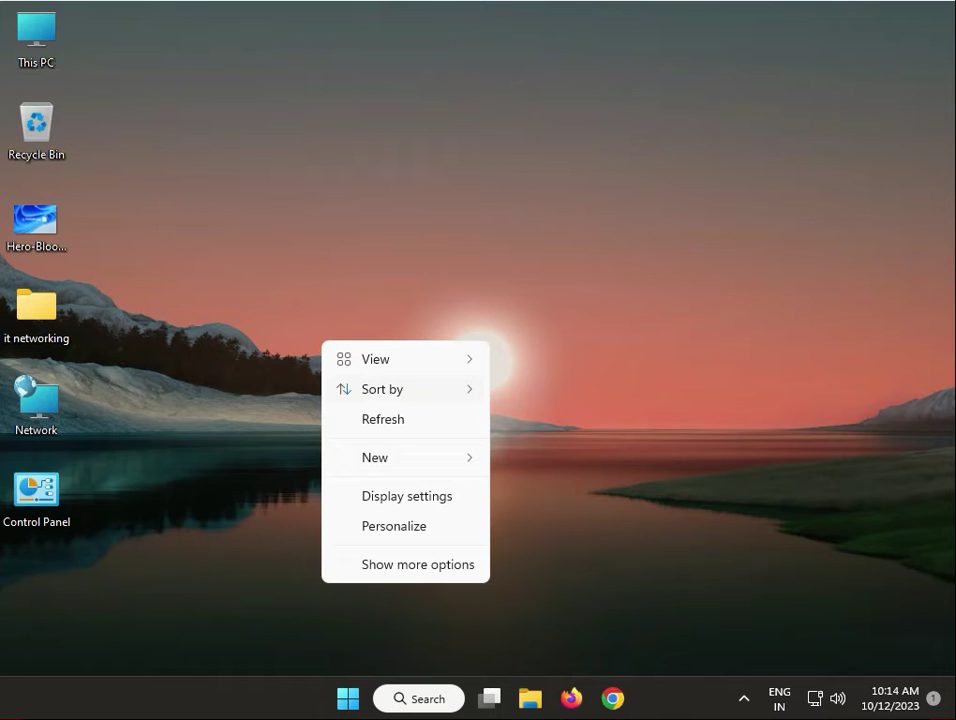 This PC
Recycle Bin
Hero-Bloo...
it networking
Network
Control Panel
View
Sort by
Refresh
New
Display settings
Personalize
Show more options
Search
ENG
IN
10:14 AM
10/12/2023
1